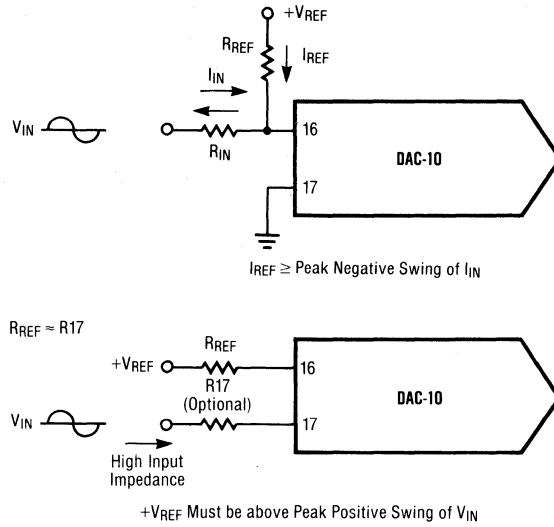 +VREF
RREF
IREF
IIN
VIN
RIN
16
DAC-10
17
IREF ≥ Peak Negative Swing of IIN
RREF ≈ R17
RREF
+VREF
16
R17
(Optional)
DAC-10
VIN
17
High Input
Impedance
+VREF Must be above Peak Positive Swing of VIN